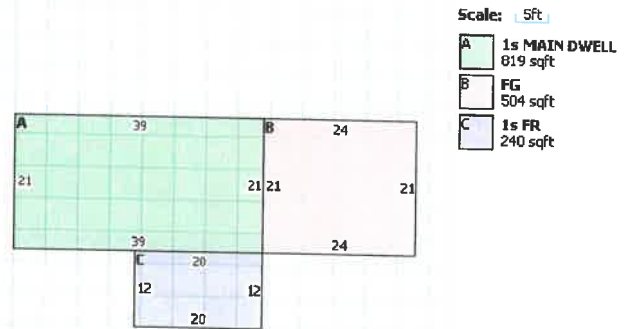 Scale: 5ft
A 1s MAIN DWELL
819 sqft
B FG
504 sqft
C 1s FR
240 sqft
A 39 B 24
21 21 21 21
39 24
C 20
12 12
20